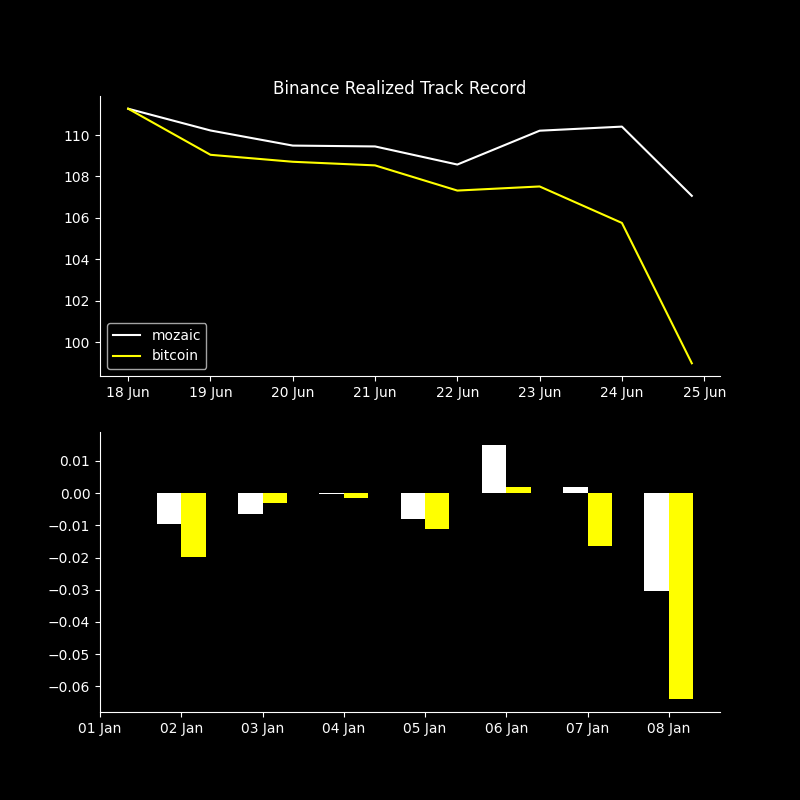 Binance Realized Track Record
110
108
106
104
102
100
mozaic
bitcoin
18 Jun 19 Jun 20 Jun 21 Jun 22 Jun 23 Jun 24 Jun 25 Jun
0.01
0.00
−0.01
−0.02
−0.03
−0.04
−0.05
−0.06
01 Jan 02 Jan 03 Jan 04 Jan 05 Jan 06 Jan 07 Jan 08 Jan